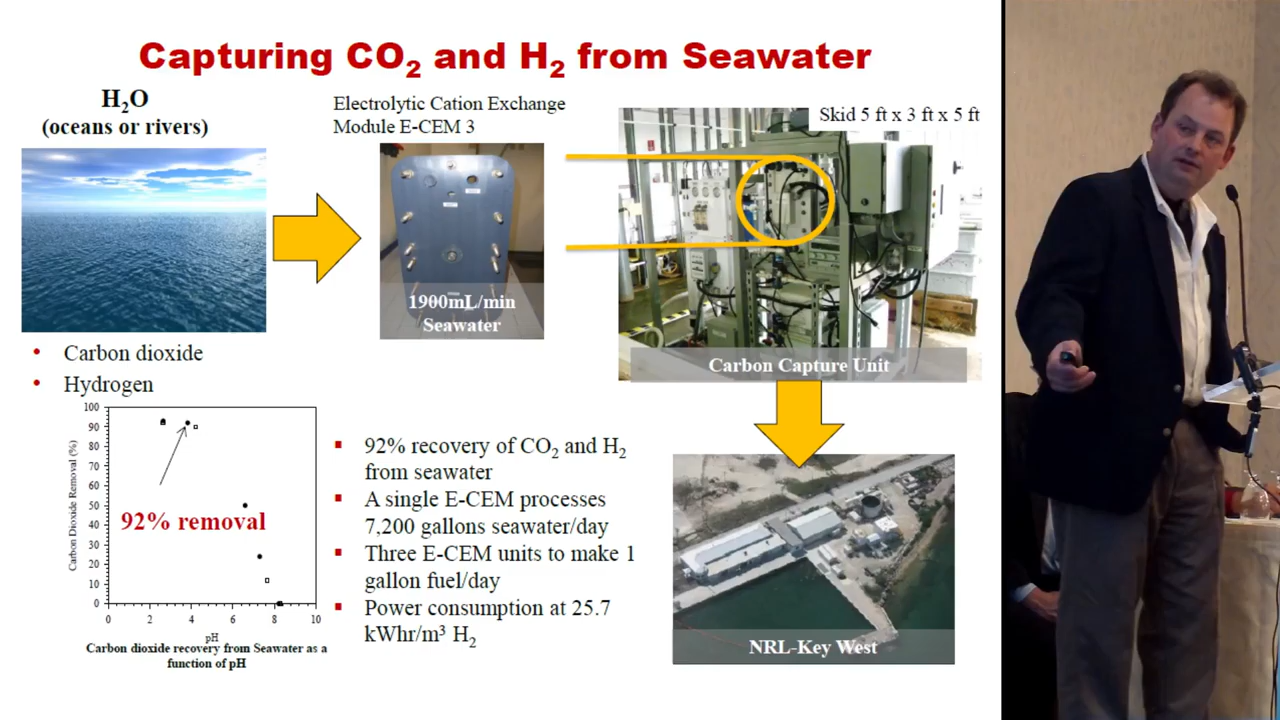 Capturing CO₂ and H₂ from Seawater
H₂O
(oceans or rivers)
Electrolytic Cation Exchange
Module E-CEM 3
Skid 5 ft x 3 ft x 5 ft
1900mL/min
Seawater
Carbon Capture Unit
• Carbon dioxide
• Hydrogen
100
90
80
70
60
50
40
30
20
10
0
Carbon Dioxide Removal (%)
92% removal
0 2 4 6 8 10
pH
Carbon dioxide recovery from Seawater as a
function of pH
▪ 92% recovery of CO₂ and H₂
from seawater
▪ A single E-CEM processes
7,200 gallons seawater/day
▪ Three E-CEM units to make 1
gallon fuel/day
▪ Power consumption at 25.7
kWhr/m³ H₂
NRL-Key West